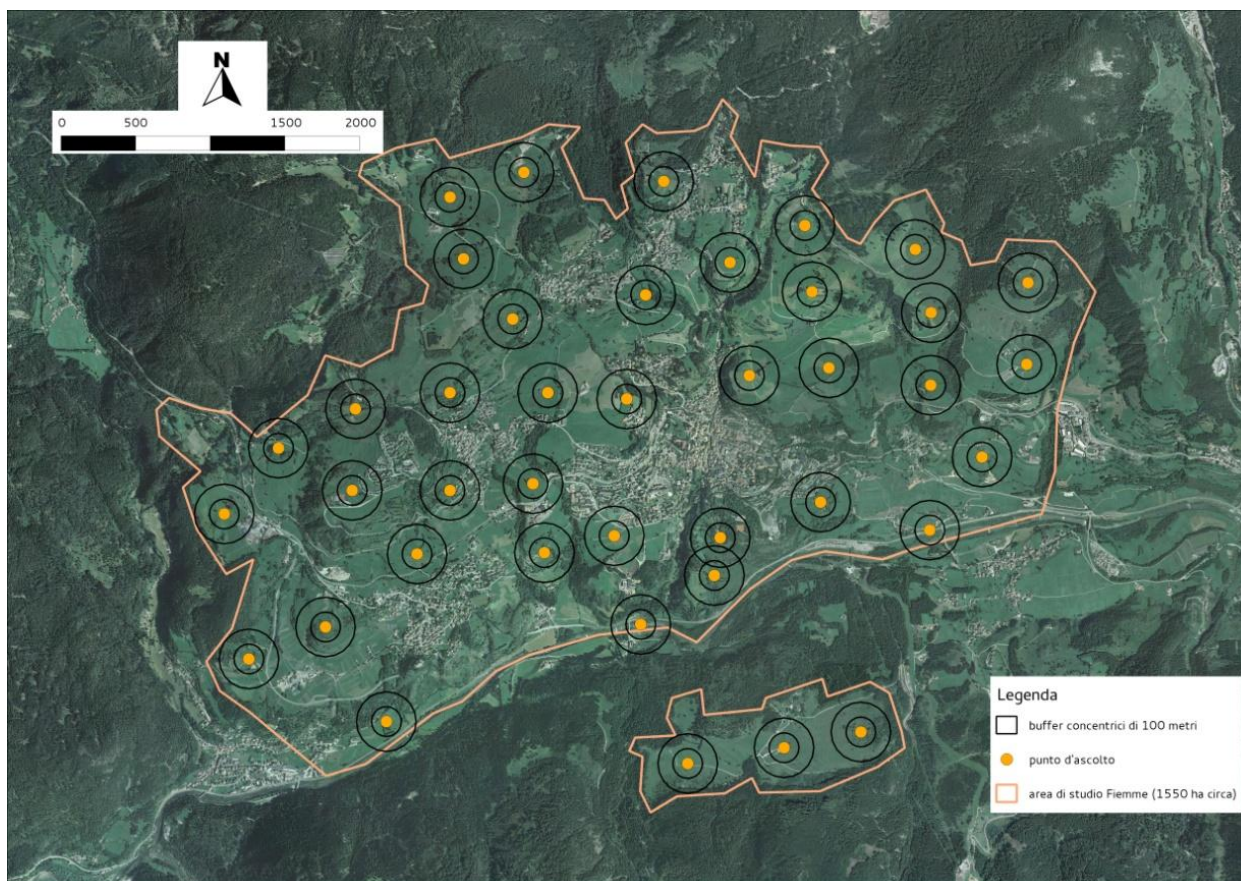 N
0 500 1500 2000
Legenda
buffer concentrici di 100 metri
punto d'ascolto
area di studio Fiemme (1550 ha circa)